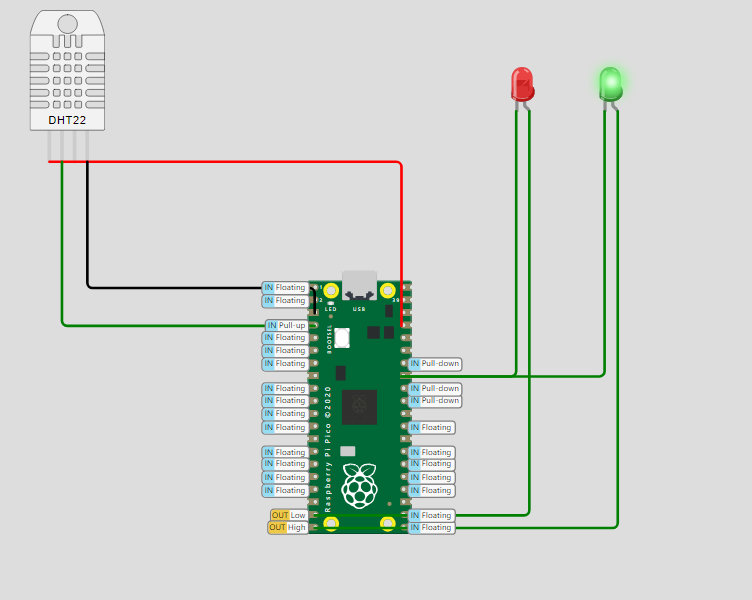 DHT22
IN Floating
IN Floating
IN Pull-up
IN Floating
IN Floating
IN Floating
IN Floating
IN Floating
IN Floating
IN Floating
IN Floating
IN Floating
IN Floating
IN Floating
OUT Low
OUT High
1
2
39
LED
USB
BOOTSEL
Raspberry Pi Pico ©2020
IN Pull-down
IN Pull-down
IN Pull-down
IN Floating
IN Floating
IN Floating
IN Floating
IN Floating
IN Floating
IN Floating